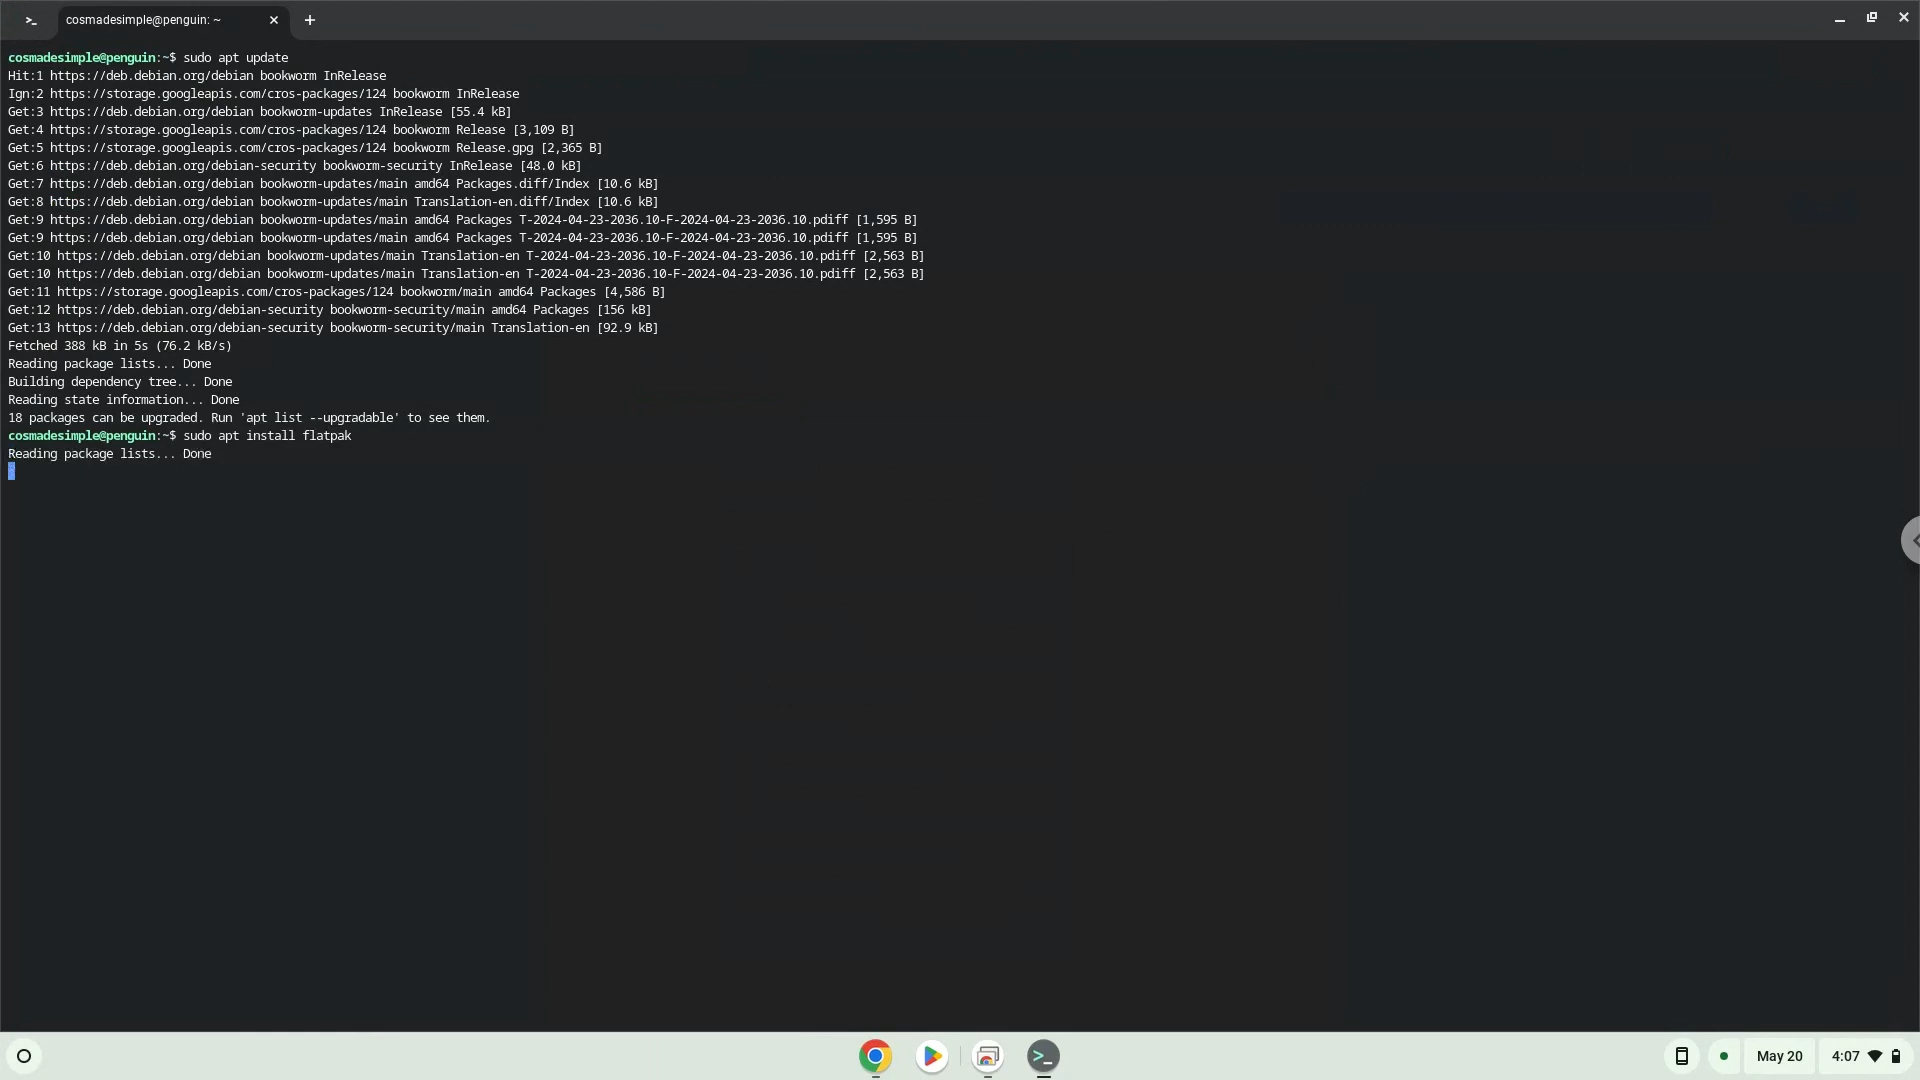 cosmadesimple@penguin: ~
cosmadesimple@penguin:~$ sudo apt update
Hit:1 https://deb.debian.org/debian bookworm InRelease
Ign:2 https://storage.googleapis.com/cros-packages/124 bookworm InRelease
Get:3 https://deb.debian.org/debian bookworm-updates InRelease [55.4 kB]
Get:4 https://storage.googleapis.com/cros-packages/124 bookworm Release [3,109 B]
Get:5 https://storage.googleapis.com/cros-packages/124 bookworm Release.gpg [2,365 B]
Get:6 https://deb.debian.org/debian-security bookworm-security InRelease [48.0 kB]
Get:7 https://deb.debian.org/debian bookworm-updates/main amd64 Packages.diff/Index [10.6 kB]
Get:8 https://deb.debian.org/debian bookworm-updates/main Translation-en.diff/Index [10.6 kB]
Get:9 https://deb.debian.org/debian bookworm-updates/main amd64 Packages T-2024-04-23-2036.10-F-2024-04-23-2036.10.pdiff [1,595 B]
Get:9 https://deb.debian.org/debian bookworm-updates/main amd64 Packages T-2024-04-23-2036.10-F-2024-04-23-2036.10.pdiff [1,595 B]
Get:10 https://deb.debian.org/debian bookworm-updates/main Translation-en T-2024-04-23-2036.10-F-2024-04-23-2036.10.pdiff [2,563 B]
Get:10 https://deb.debian.org/debian bookworm-updates/main Translation-en T-2024-04-23-2036.10-F-2024-04-23-2036.10.pdiff [2,563 B]
Get:11 https://storage.googleapis.com/cros-packages/124 bookworm/main amd64 Packages [4,586 B]
Get:12 https://deb.debian.org/debian-security bookworm-security/main amd64 Packages [156 kB]
Get:13 https://deb.debian.org/debian-security bookworm-security/main Translation-en [92.9 kB]
Fetched 388 kB in 5s (76.2 kB/s)
Reading package lists... Done
Building dependency tree... Done
Reading state information... Done
18 packages can be upgraded. Run 'apt list --upgradable' to see them.
cosmadesimple@penguin:~$ sudo apt install flatpak
Reading package lists... Done
May 20
4:07